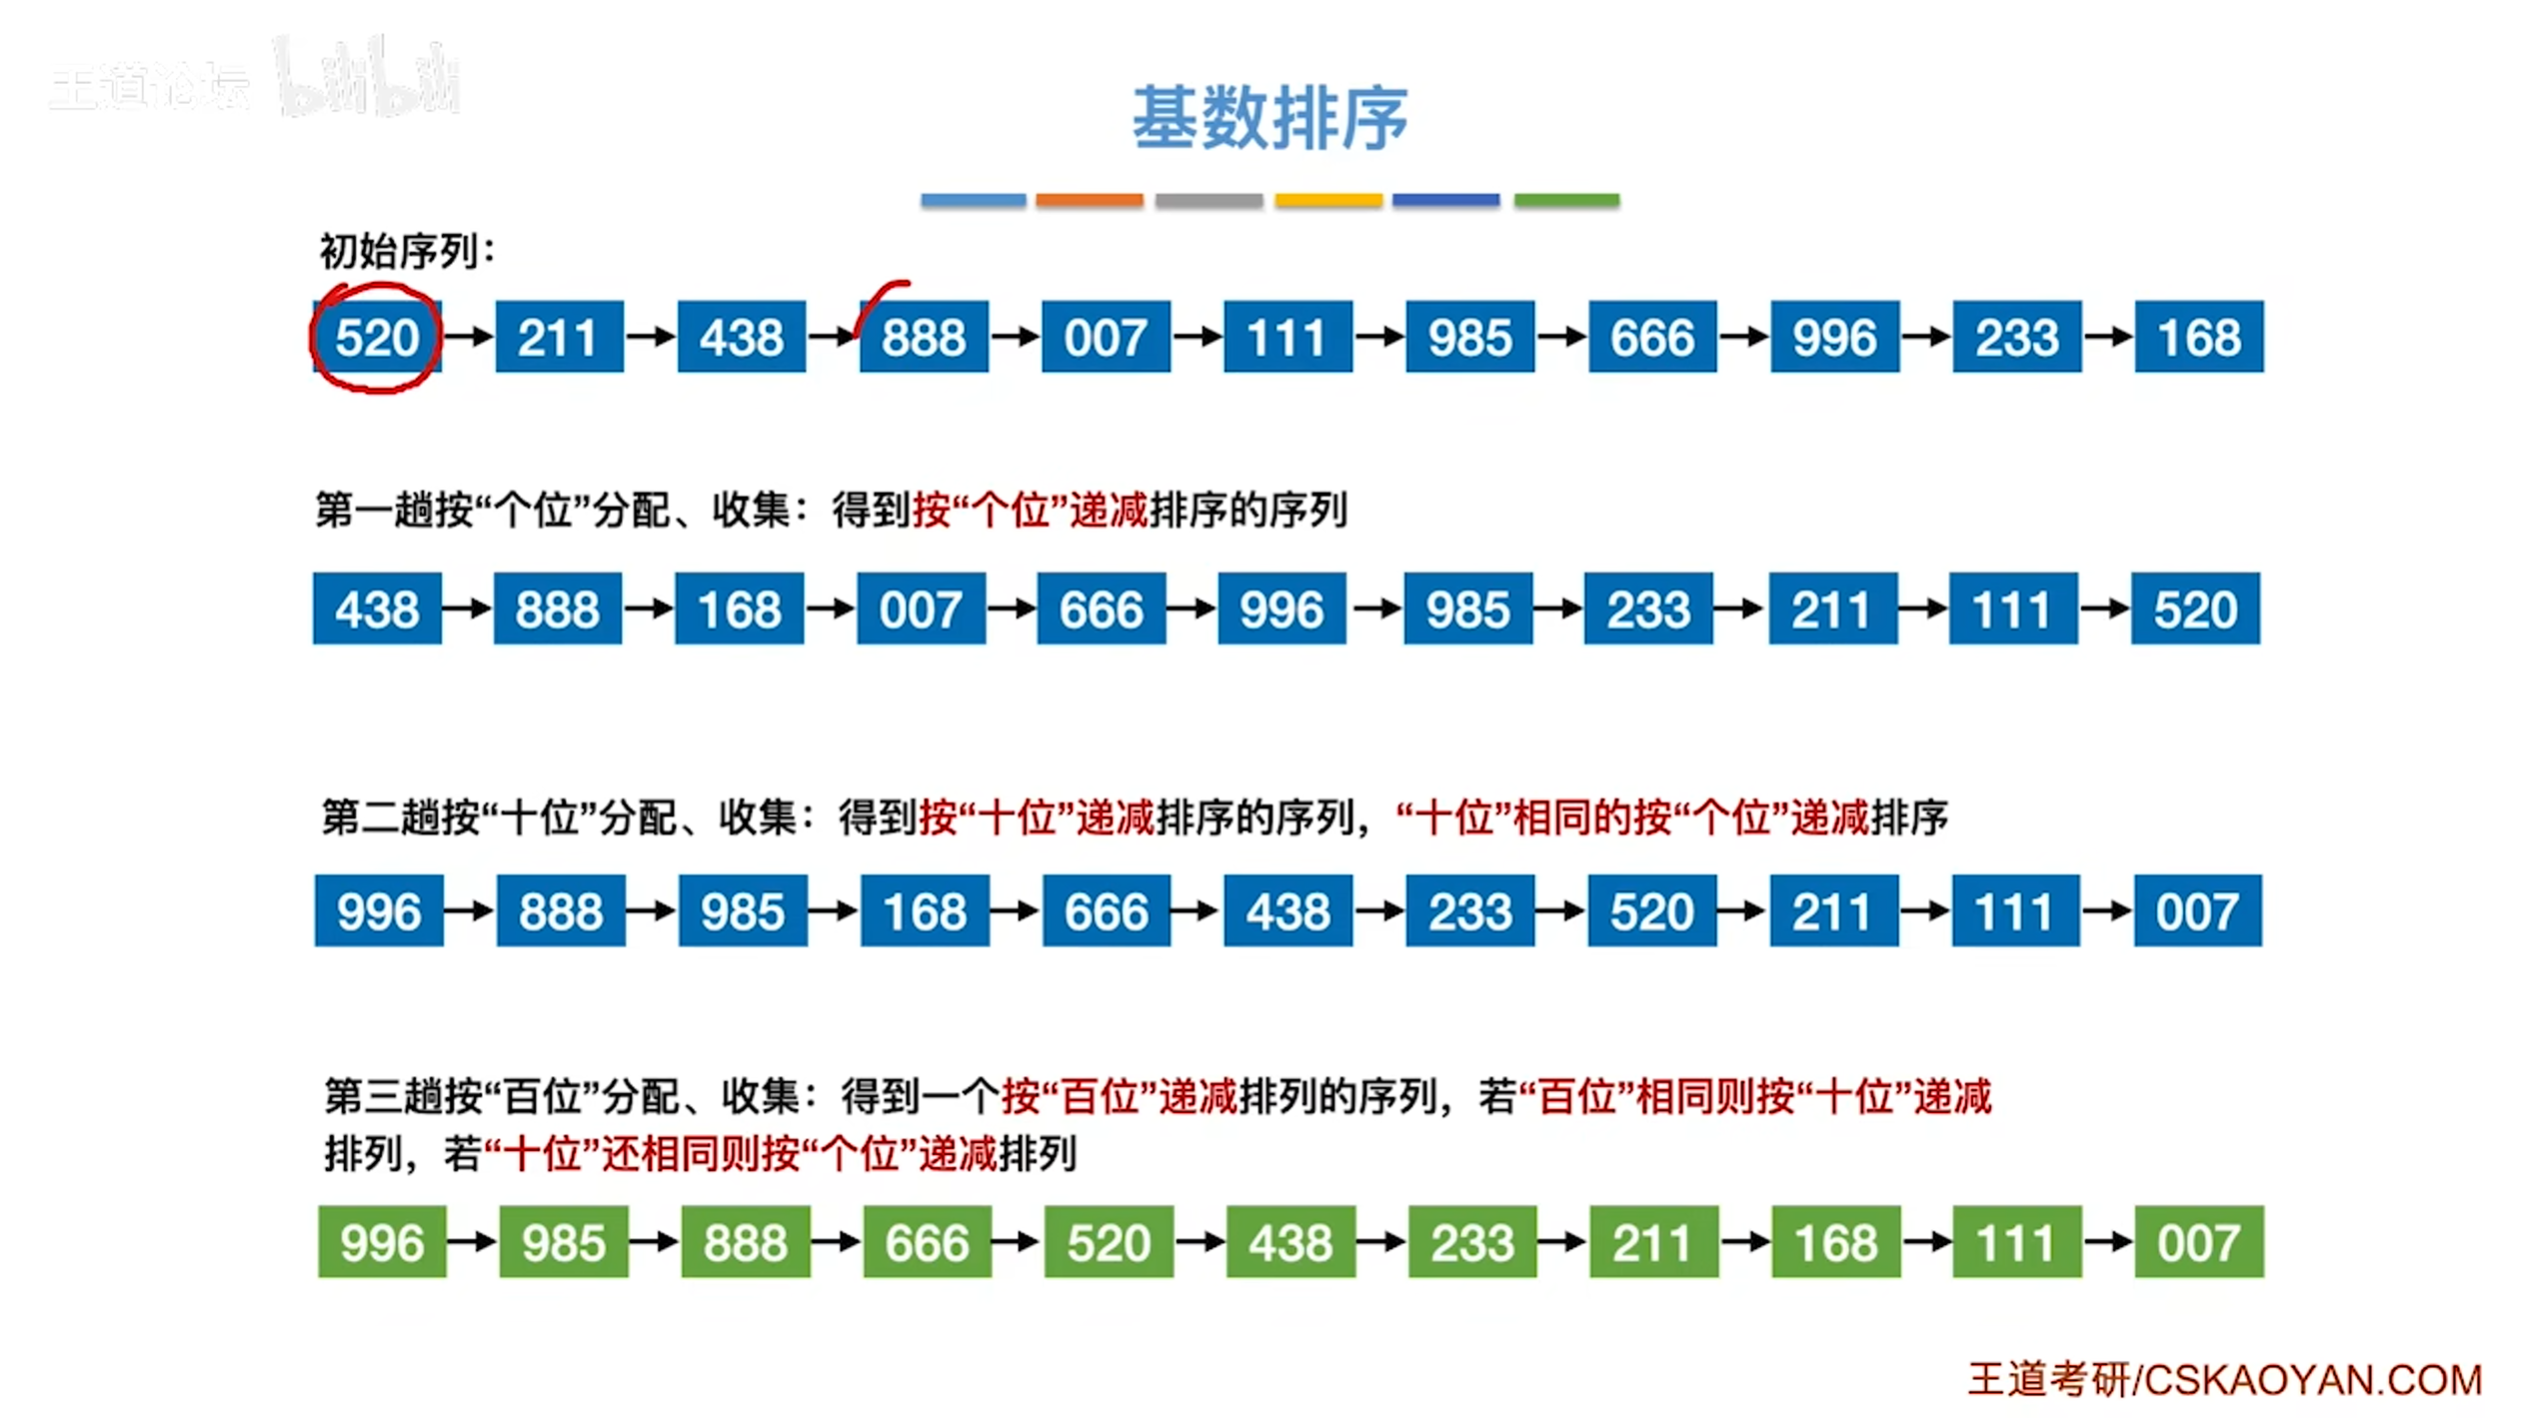 王道论坛 bilibili
基数排序
初始序列：
520 211 438 888 007 111 985 666 996 233 168
第一趟按“个位”分配、收集：得到按“个位”递减排序的序列
438 888 168 007 666 996 985 233 211 111 520
第二趟按“十位”分配、收集：得到按“十位”递减排序的序列，“十位”相同的按“个位”递减排序
996 888 985 168 666 438 233 520 211 111 007
第三趟按“百位”分配、收集：得到一个按“百位”递减排列的序列，若“百位”相同则按“十位”递减
排列，若“十位”还相同则按“个位”递减排列
996 985 888 666 520 438 233 211 168 111 007
王道考研/CSKAOYAN.COM